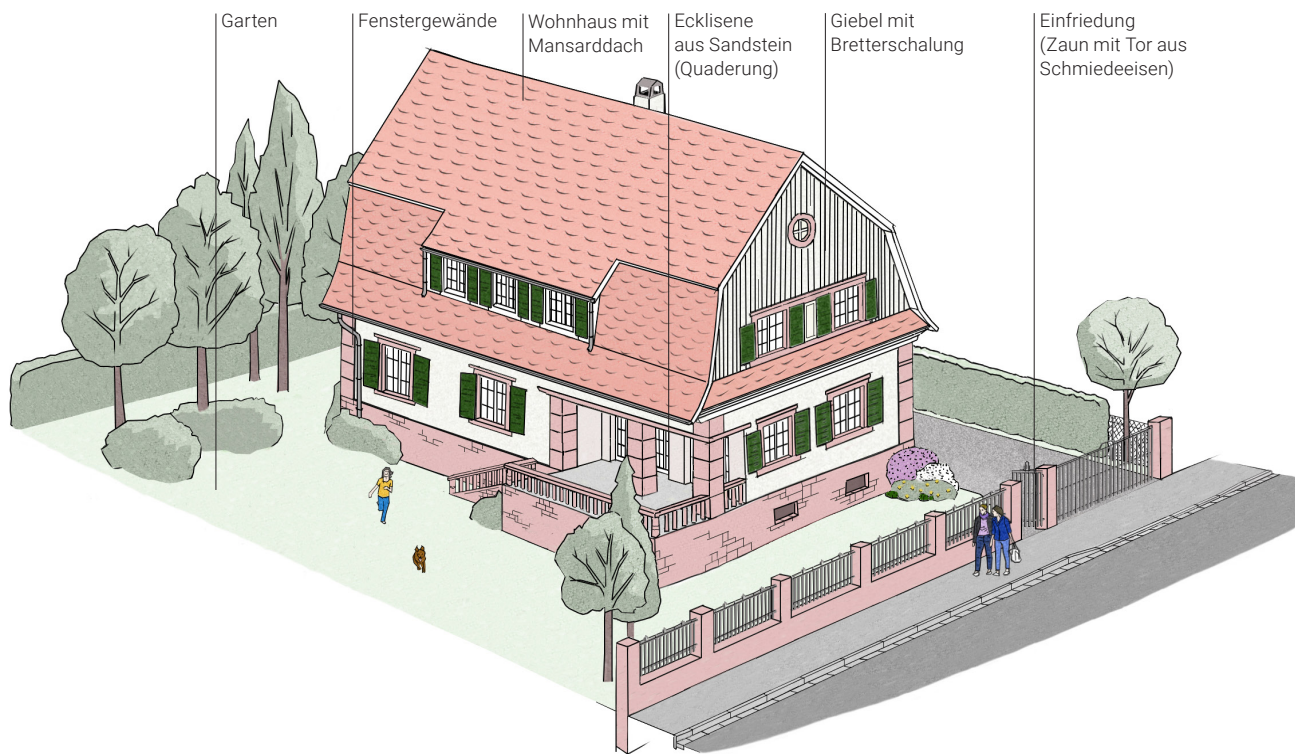 Garten
Fenstergewände
Wohnhaus mit
Mansarddach
Ecklisene
aus Sandstein
(Quaderung)
Giebel mit
Bretterschalung
Einfriedung
(Zaun mit Tor aus
Schmiedeeisen)